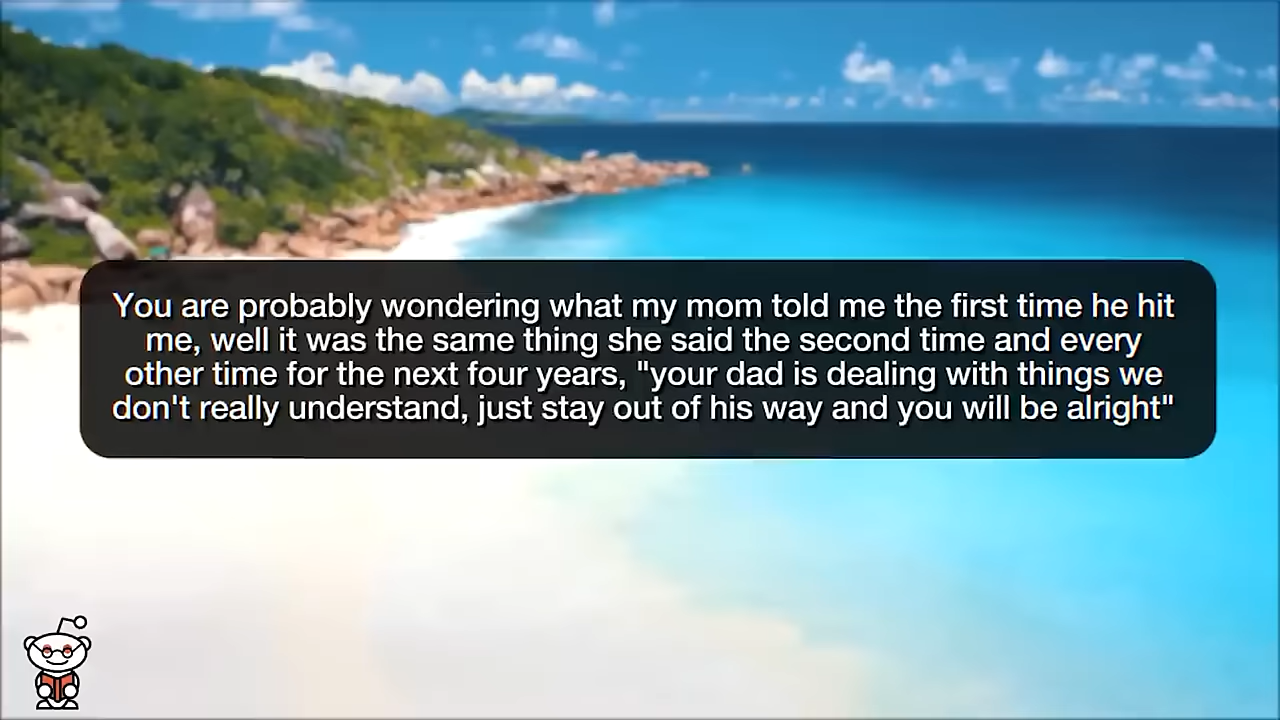 You are probably wondering what my mom told me the first time he hit
me, well it was the same thing she said the second time and every
other time for the next four years, "your dad is dealing with things we
don't really understand, just stay out of his way and you will be alright"